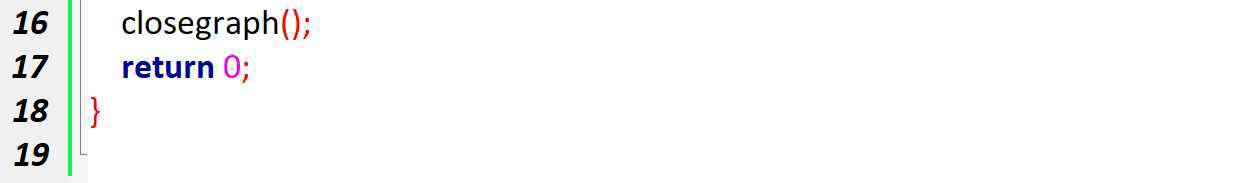 16 closegraph();
17 return 0;
18 }
19